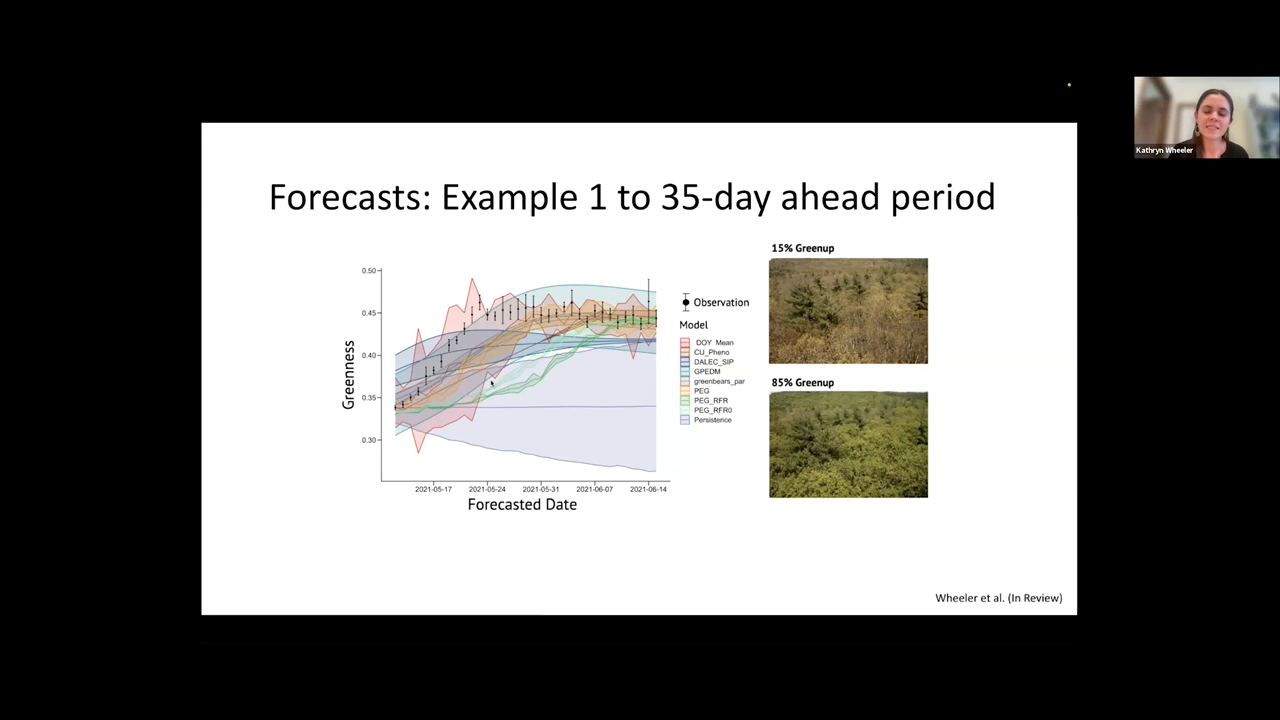 Kathryn Wheeler
Forecasts: Example 1 to 35-day ahead period
0.50
0.45
0.40
0.35
0.30
Greenness
2021-05-17
2021-05-24
2021-05-31
2021-06-07
2021-06-14
Forecasted Date
Observation
Model
DOY_Mean
CU_Pheno
DALEC_SIP
GPEDM
greenbears_par
PEG
PEG_RFR
PEG_RFR0
Persistence
15% Greenup
85% Greenup
Wheeler et al. (In Review)